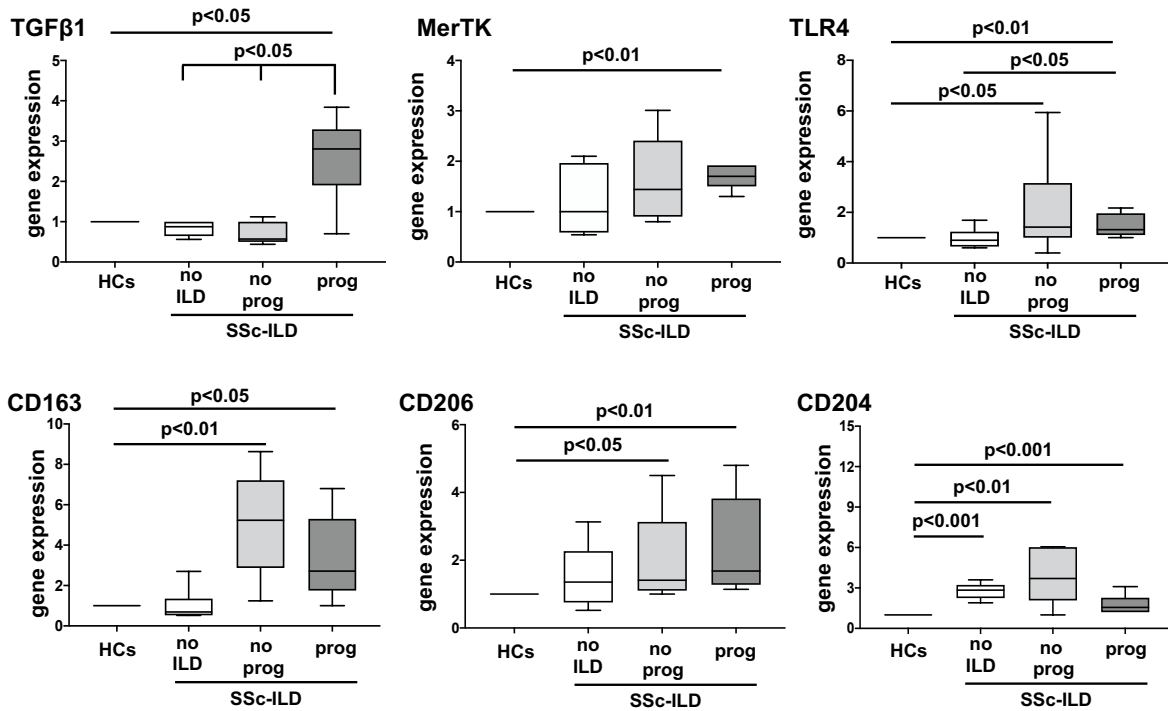 TGFβ1
p<0.05
p<0.05
gene expression
5
4
3
2
1
0
HCs
no
ILD
no
prog
prog
SSc-ILD
MerTK
p<0.01
gene expression
4
3
2
1
0
HCs
no
ILD
no
prog
prog
SSc-ILD
TLR4
p<0.01
p<0.05
p<0.05
gene expression
8
6
4
2
0
HCs
no
ILD
no
prog
prog
SSc-ILD
CD163
p<0.05
p<0.01
gene expression
10
8
6
4
2
0
HCs
no
ILD
no
prog
prog
SSc-ILD
CD206
p<0.01
p<0.05
gene expression
6
4
2
0
HCs
no
ILD
no
prog
prog
SSc-ILD
CD204
p<0.001
p<0.01
p<0.001
gene expression
15
12
9
6
3
0
HCs
no
ILD
no
prog
prog
SSc-ILD